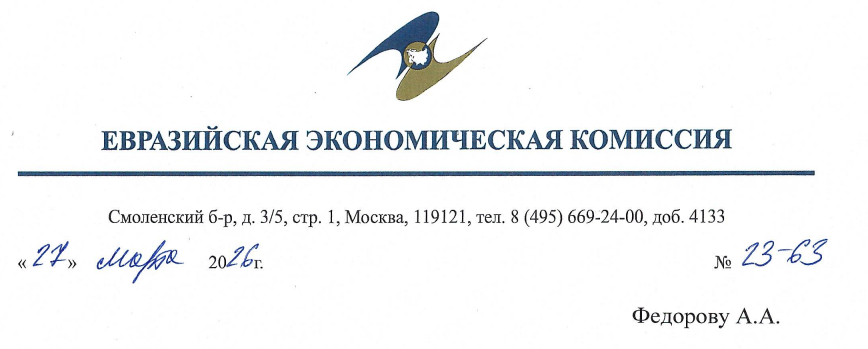 ЕВРАЗИЙСКАЯ ЭКОНОМИЧЕСКАЯ КОМИССИЯ
Смоленский б-р, д. 3/5, стр. 1, Москва, 119121, тел. 8 (495) 669-24-00, доб. 4133
«27» марта 2026г. № 23-63
Федорову А.А.